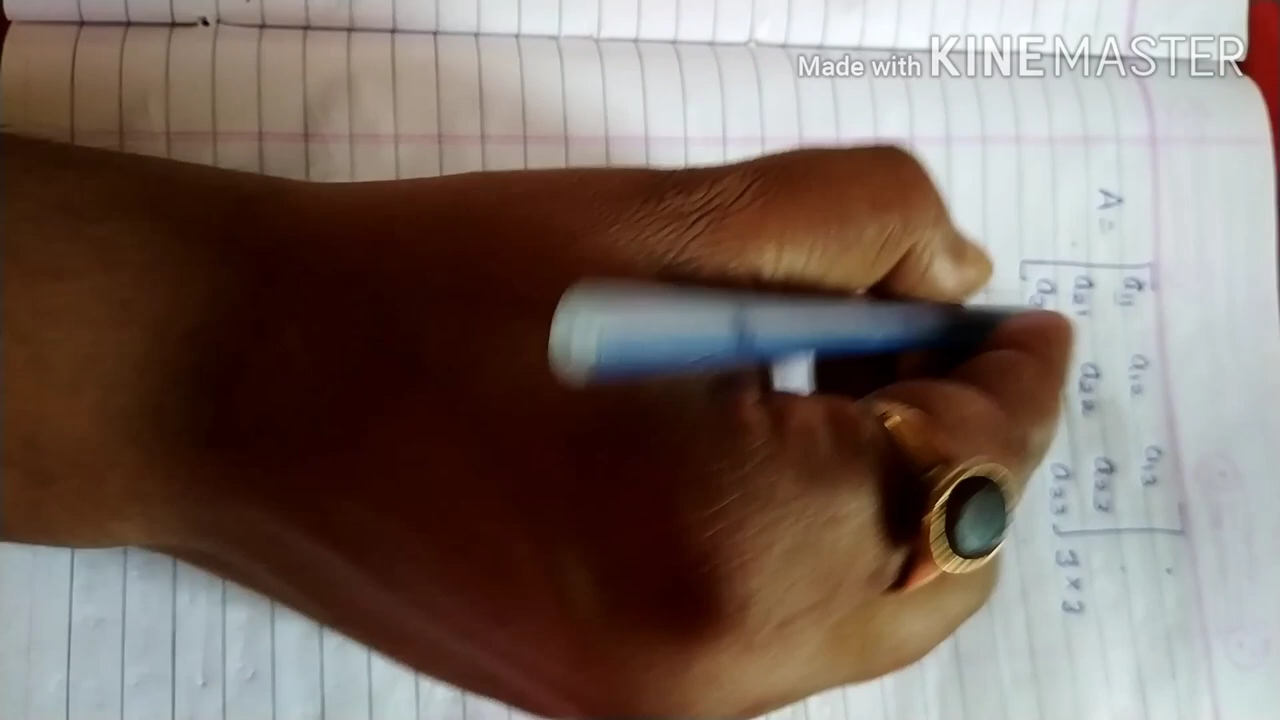 Made with KINEMASTER
A =
a11 a12 a13
a21 a22 a23
a33
3×3